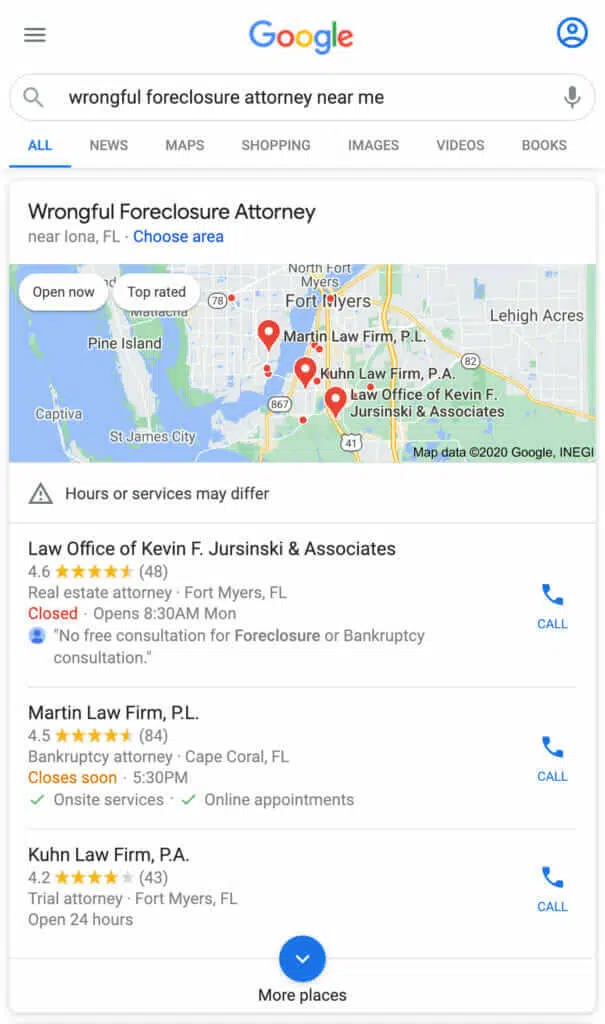 Google
wrongful foreclosure attorney near me
ALL NEWS MAPS SHOPPING IMAGES VIDEOS BOOKS
Wrongful Foreclosure Attorney
near Iona, FL · Choose area
Open now
Top rated
North Fort
Myers
Fort Myers
78
Matlacha
Martin Law Firm, P.L.
Lehigh Acres
Pine Island
82
Kuhn Law Firm, P.A.
Law Office of Kevin F.
Jursinski & Associates
867
Captiva
St James City
41
Map data ©2020 Google, INEGI
Hours or services may differ
Law Office of Kevin F. Jursinski & Associates
4.6 (48)
Real estate attorney · Fort Myers, FL
Closed · Opens 8:30AM Mon
"No free consultation for Foreclosure or Bankruptcy
consultation."
CALL
Martin Law Firm, P.L.
4.5 (84)
Bankruptcy attorney · Cape Coral, FL
Closes soon · 5:30PM
Onsite services · Online appointments
CALL
Kuhn Law Firm, P.A.
4.2 (43)
Trial attorney · Fort Myers, FL
Open 24 hours
CALL
More places